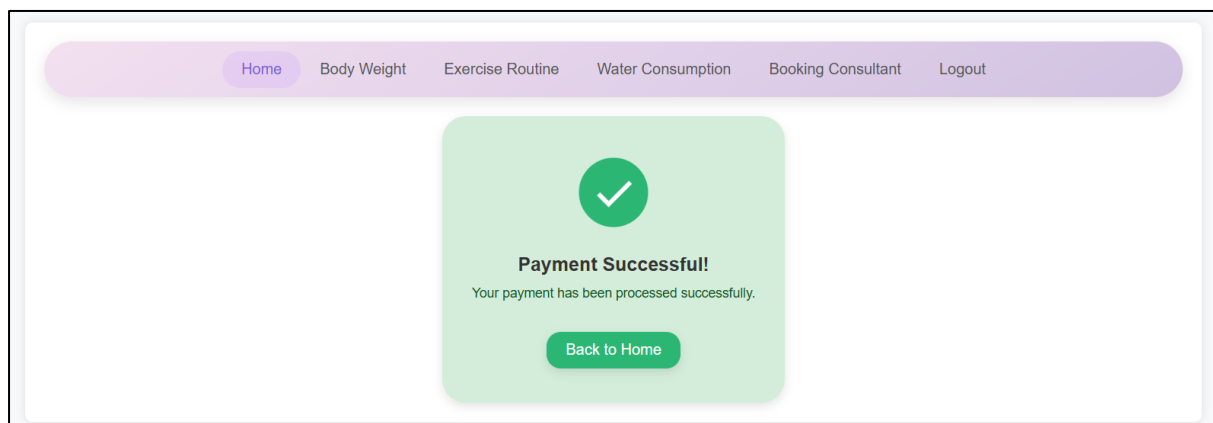 Home Body Weight Exercise Routine Water Consumption Booking Consultant Logout
Payment Successful!
Your payment has been processed successfully.
Back to Home